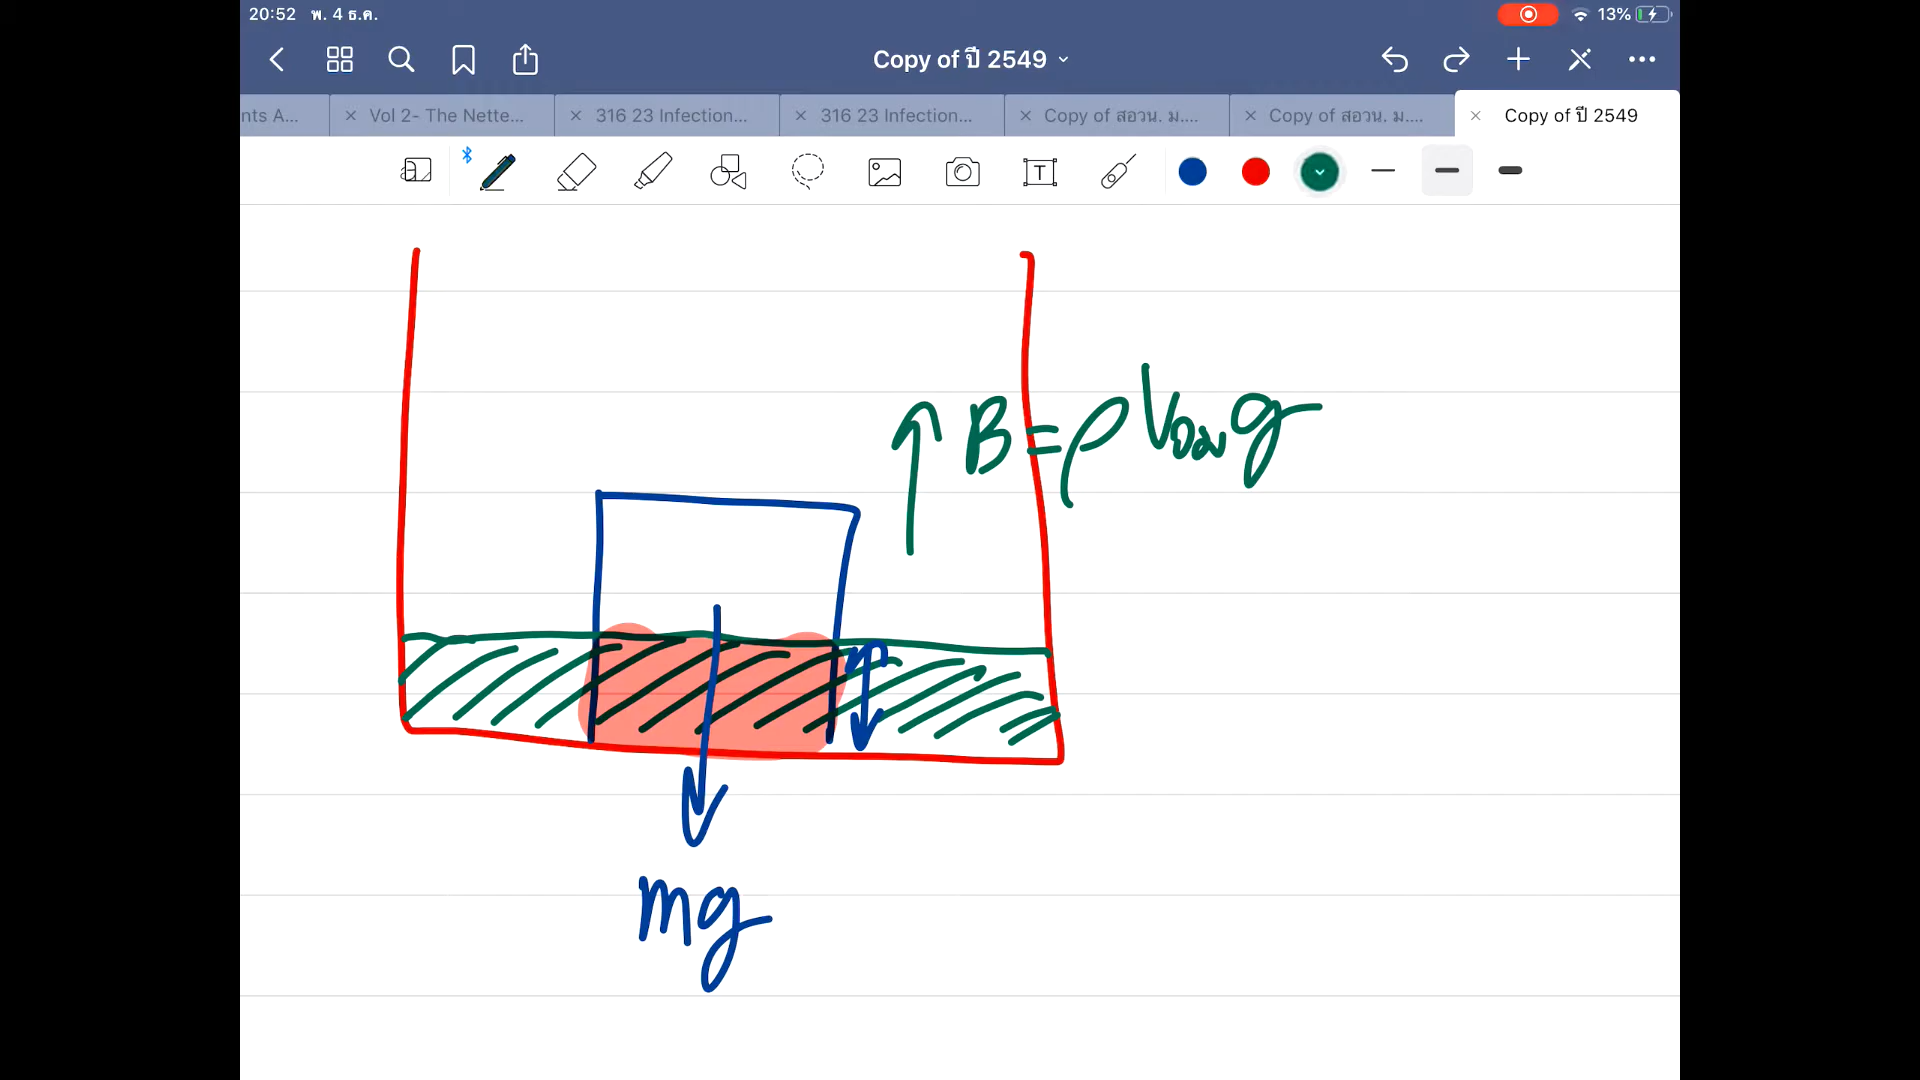 20:52 พ. 4 ธ.ค. 13%
Copy of ปี 2549
nts A... Vol 2- The Nette... 316 23 Infection... 316 23 Infection... Copy of สอวน. ม.... Copy of สอวน. ม.... Copy of ปี 2549
T
B = ρ Vจม g
mg